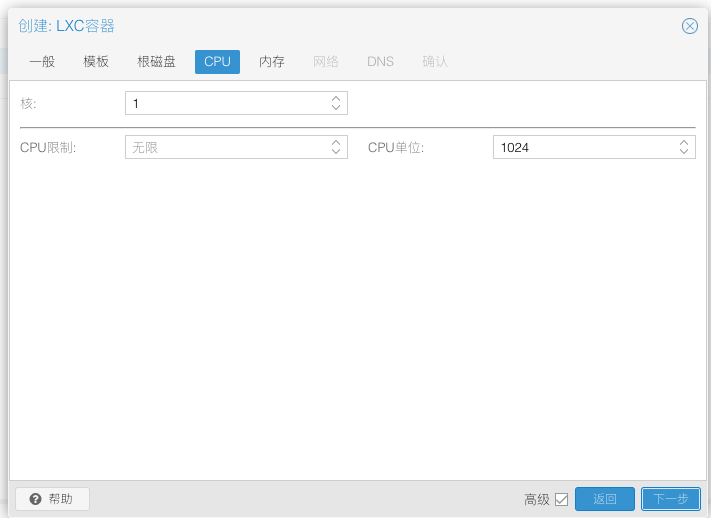 创建: LXC容器
一般 模板 根磁盘 CPU 内存 网络 DNS 确认
核: 1
CPU限制: 无限 CPU单位: 1024
帮助 高级 返回 下一步